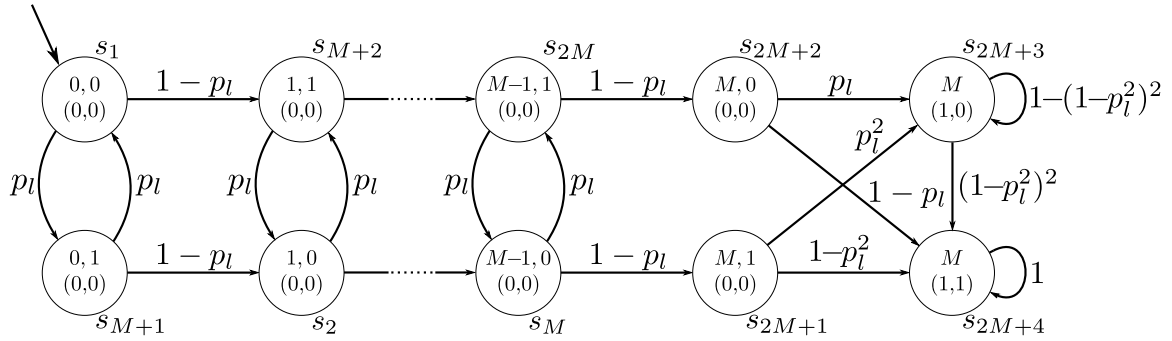 s_1
s_{M+2}
s_{2M}
s_{2M+2}
s_{2M+3}
0, 0
(0,0)
1 − p_l
1, 1
(0,0)
M−1, 1
(0,0)
1 − p_l
M, 0
(0,0)
p_l
M
(1,0)
1−(1−p_l^2)^2
p_l
p_l
p_l
p_l
p_l
p_l
p_l^2
1 − p_l
(1−p_l^2)^2
0, 1
(0,0)
1 − p_l
1, 0
(0,0)
M−1, 0
(0,0)
1 − p_l
M, 1
(0,0)
1−p_l^2
M
(1,1)
1
s_{M+1}
s_2
s_M
s_{2M+1}
s_{2M+4}